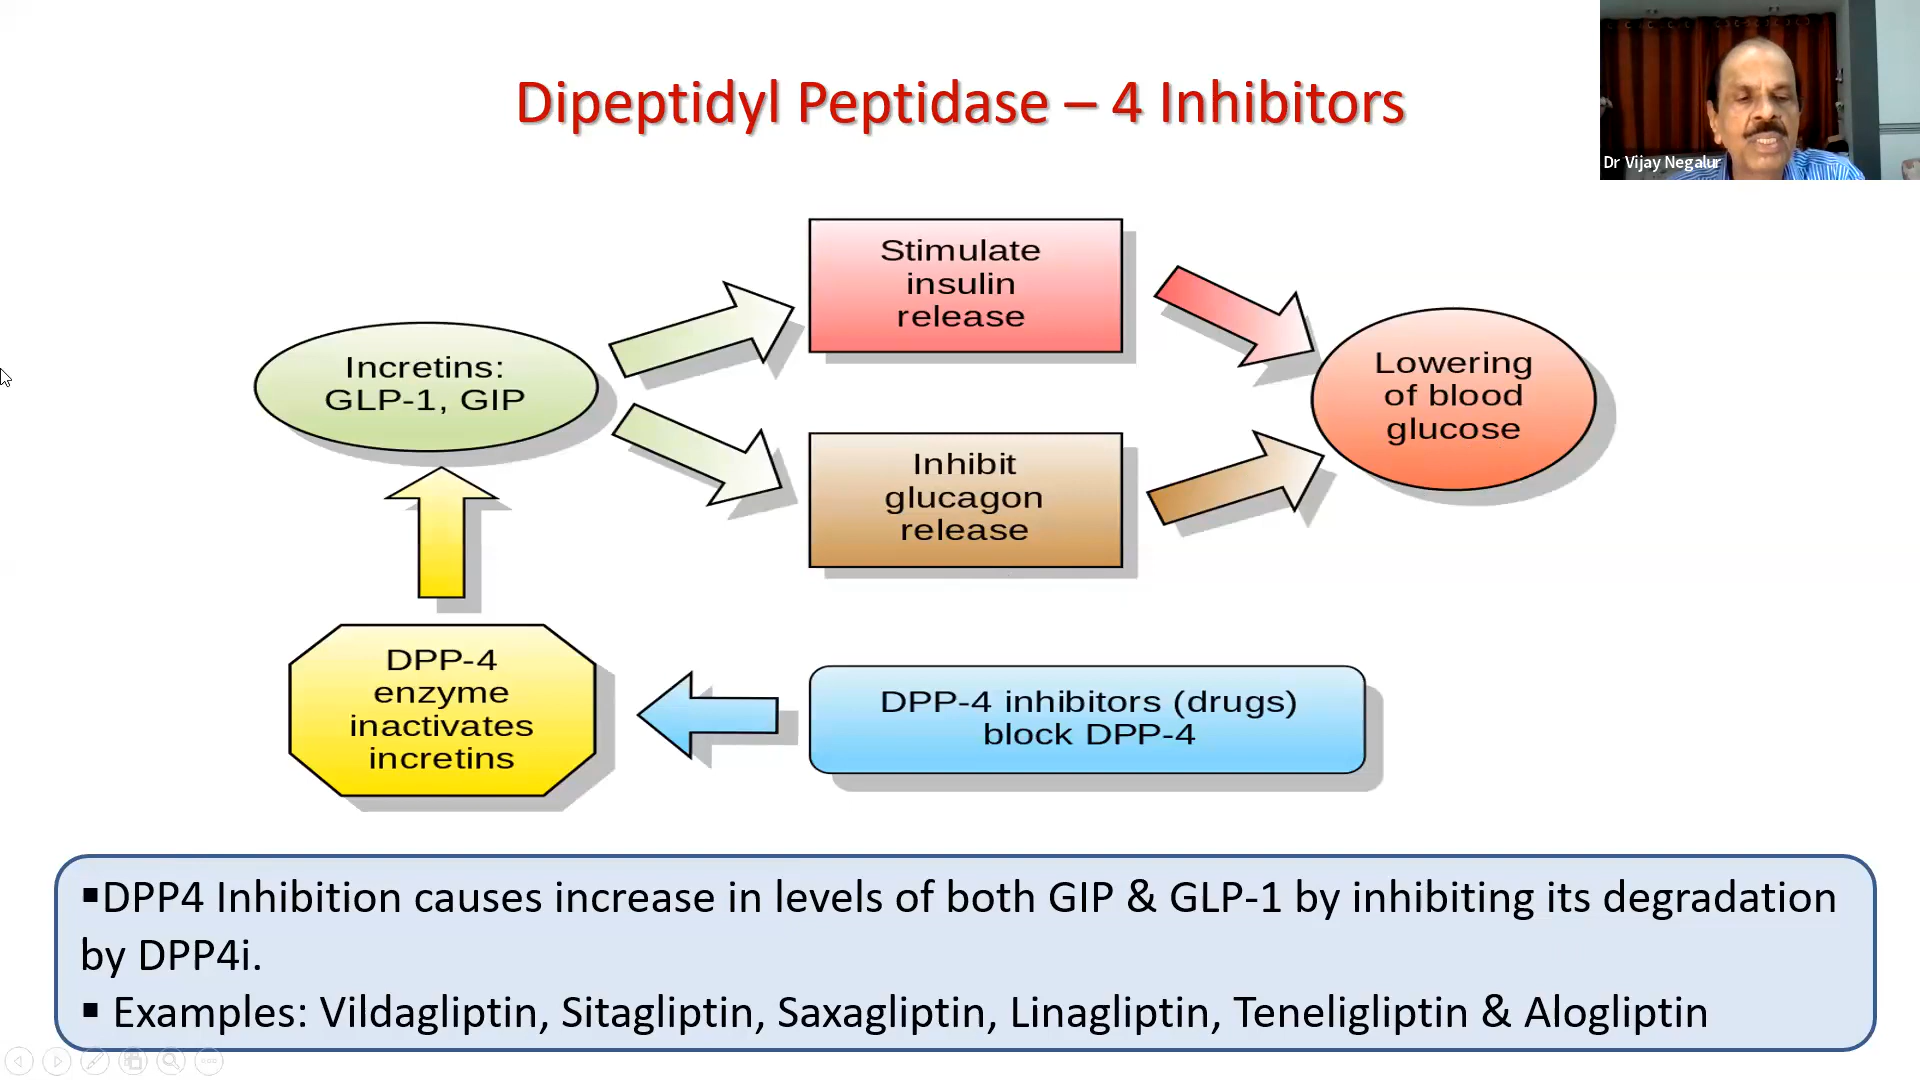 Dipeptidyl Peptidase – 4 Inhibitors
Dr Vijay Negalur
Stimulate
insulin
release
Incretins:
GLP-1, GIP
Lowering
of blood
glucose
Inhibit
glucagon
release
DPP-4
enzyme
inactivates
incretins
DPP-4 inhibitors (drugs)
block DPP-4
▪DPP4 Inhibition causes increase in levels of both GIP & GLP-1 by inhibiting its degradation
by DPP4i.
▪ Examples: Vildagliptin, Sitagliptin, Saxagliptin, Linagliptin, Teneligliptin & Alogliptin